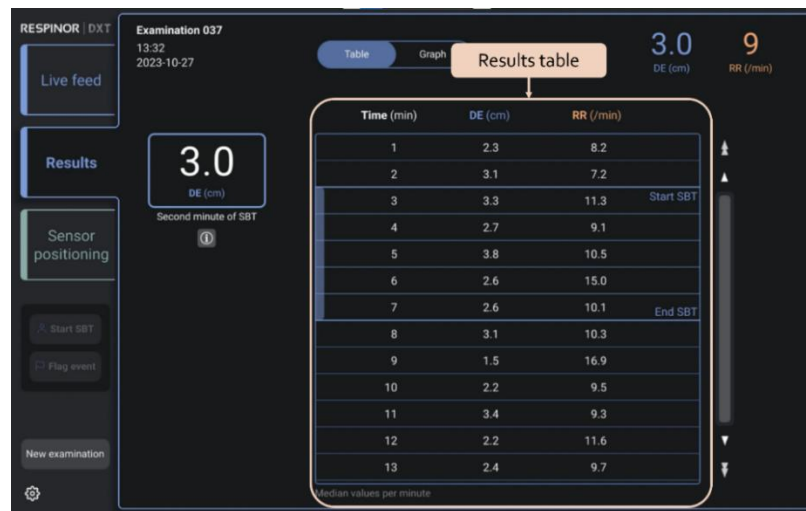 RESPINOR | DXT
Live feed
Results
Sensor
positioning
Start SBT
Flag event
New examination
Examination 037
13:32
2023-10-27
Table Graph
Results table
3.0 9
DE (cm) RR (/min)
3.0
DE (cm)
Second minute of SBT
Time (min) DE (cm) RR (/min)
1 2.3 8.2
2 3.1 7.2
3 3.3 11.3 Start SBT
4 2.7 9.1
5 3.8 10.5
6 2.6 15.0
7 2.6 10.1 End SBT
8 3.1 10.3
9 1.5 16.9
10 2.2 9.5
11 3.4 9.3
12 2.2 11.6
13 2.4 9.7
Median values per minute